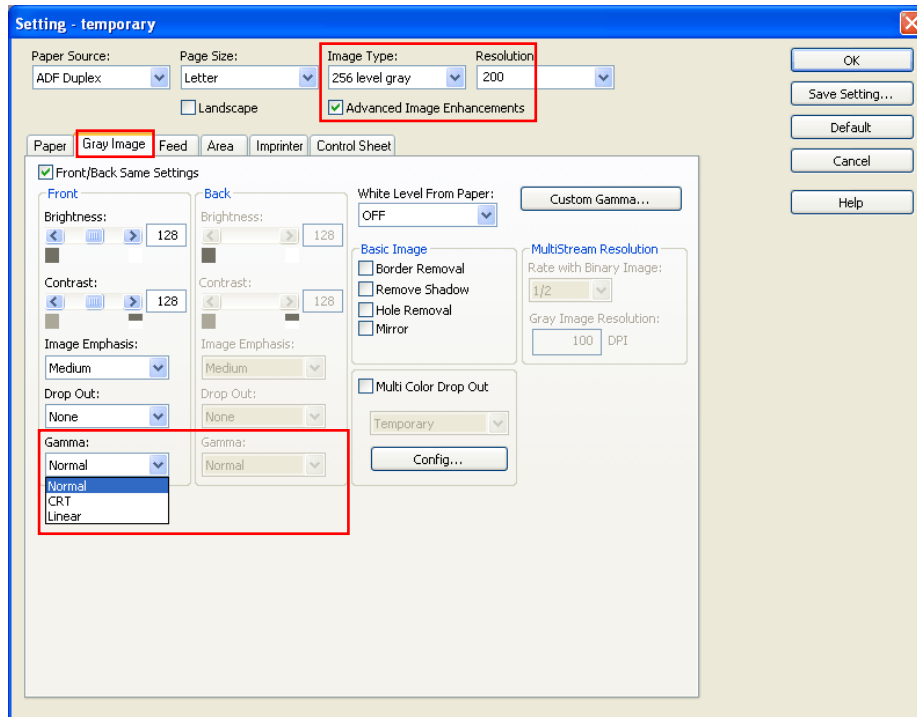 Setting - temporary
Paper Source: Page Size: Image Type: Resolution
ADF Duplex Letter 256 level gray 200
Landscape Advanced Image Enhancements
OK
Save Setting...
Default
Cancel
Help
Paper Gray Image Feed Area Imprinter Control Sheet
Front/Back Same Settings
Front
Brightness:
128
Contrast:
128
Image Emphasis:
Medium
Drop Out:
None
Gamma:
Normal
Normal
CRT
Linear
Back
Brightness:
128
Contrast:
128
Image Emphasis:
Medium
Drop Out:
None
Gamma:
Normal
White Level From Paper:
OFF
Custom Gamma...
Basic Image
Border Removal
Remove Shadow
Hole Removal
Mirror
MultiStream Resolution
Rate with Binary Image:
1/2
Gray Image Resolution:
100 DPI
Multi Color Drop Out
Temporary
Config...